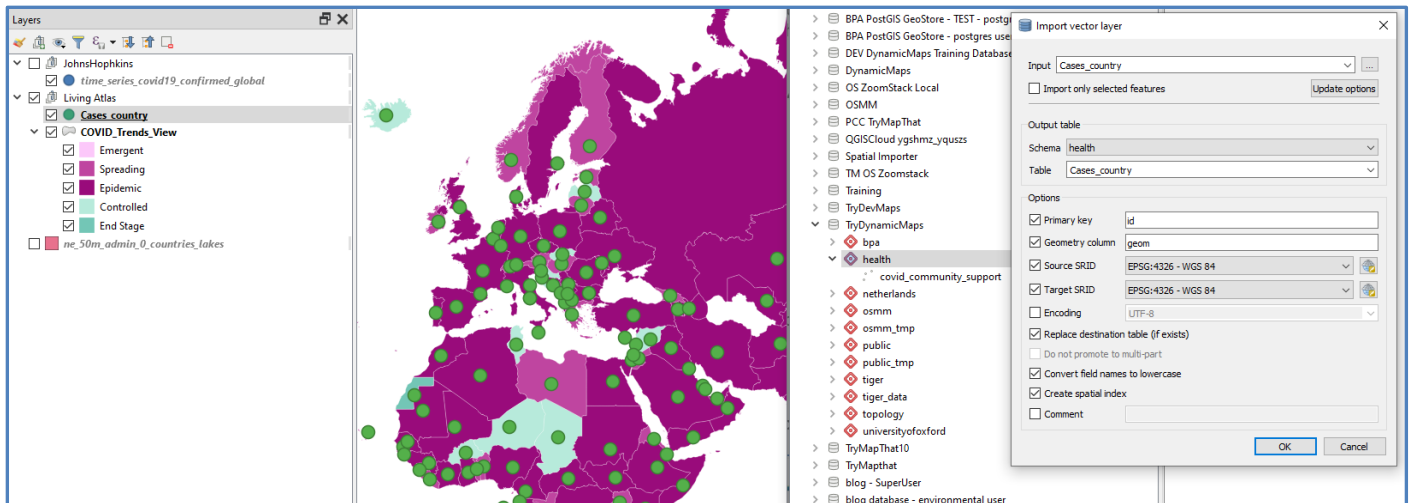 Layers
JohnsHophkins
time_series_covid19_confirmed_global
Living Atlas
Cases_country
COVID_Trends_View
Emergent
Spreading
Epidemic
Controlled
End Stage
ne_50m_admin_0_countries_lakes
BPA PostGIS GeoStore - TEST - postgr
BPA PostGIS GeoStore - postgres user
DEV DynamicMaps Training Database
DynamicMaps
OS ZoomStack Local
OSMM
PCC TryMapThat
QGISCloud ygshmz_yquszs
Spatial Importer
TM OS Zoomstack
Training
TryDevMaps
TryDynamicMaps
bpa
health
covid_community_support
netherlands
osmm
osmm_tmp
public
public_tmp
tiger
tiger_data
topology
universityofoxford
TryMapThat10
TryMapthat
blog - SuperUser
blog database - environmental user
Import vector layer
Input Cases_country ...
Import only selected features Update options
Output table
Schema health
Table Cases_country
Options
Primary key id
Geometry column geom
Source SRID EPSG:4326 - WGS 84
Target SRID EPSG:4326 - WGS 84
Encoding UTF-8
Replace destination table (if exists)
Do not promote to multi-part
Convert field names to lowercase
Create spatial index
Comment
OK Cancel